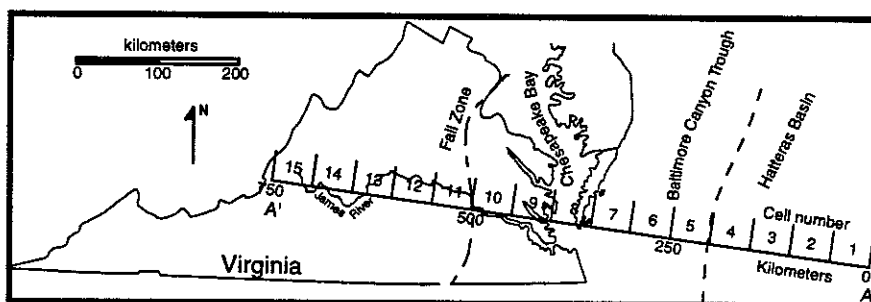 kilometers
0 100 200
N
Fall Zone
Chesapeake Bay
Baltimore Canyon Trough
Hatteras Basin
15 14 13 12 11 10 9 8 7 6 5 4 3 2 1
Cell number
750 500 250 0
James River
Kilometers
A'
A
Virginia